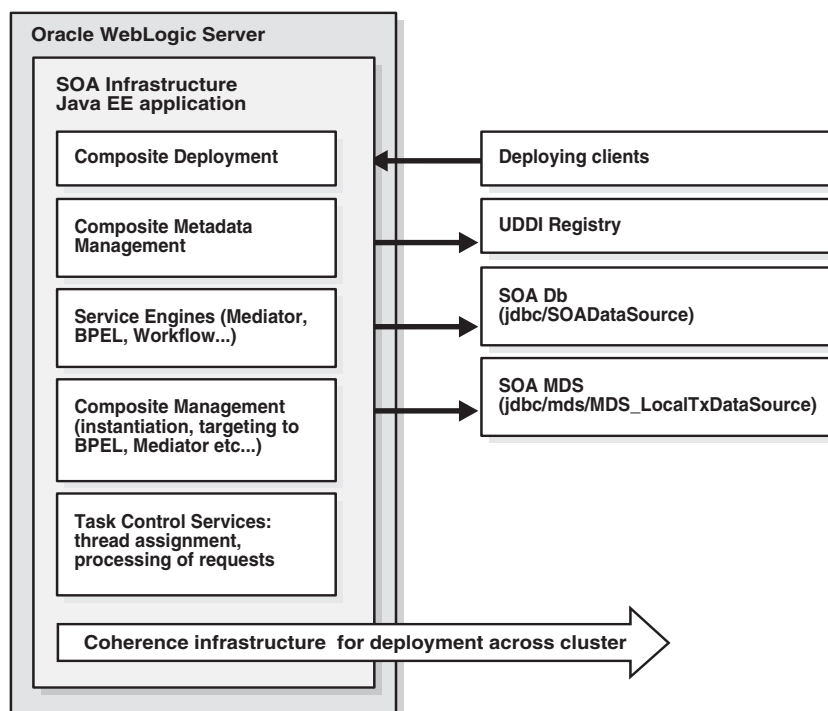 Oracle WebLogic Server
SOA Infrastructure
Java EE application
Composite Deployment
Composite Metadata
Management
Service Engines (Mediator,
BPEL, Workflow...)
Composite Management
(instantiation, targeting to
BPEL, Mediator etc...)
Task Control Services:
thread assignment,
processing of requests
Coherence infrastructure for deployment across cluster
Deploying clients
UDDI Registry
SOA Db
(jdbc/SOADataSource)
SOA MDS
(jdbc/mds/MDS_LocalTxDataSource)